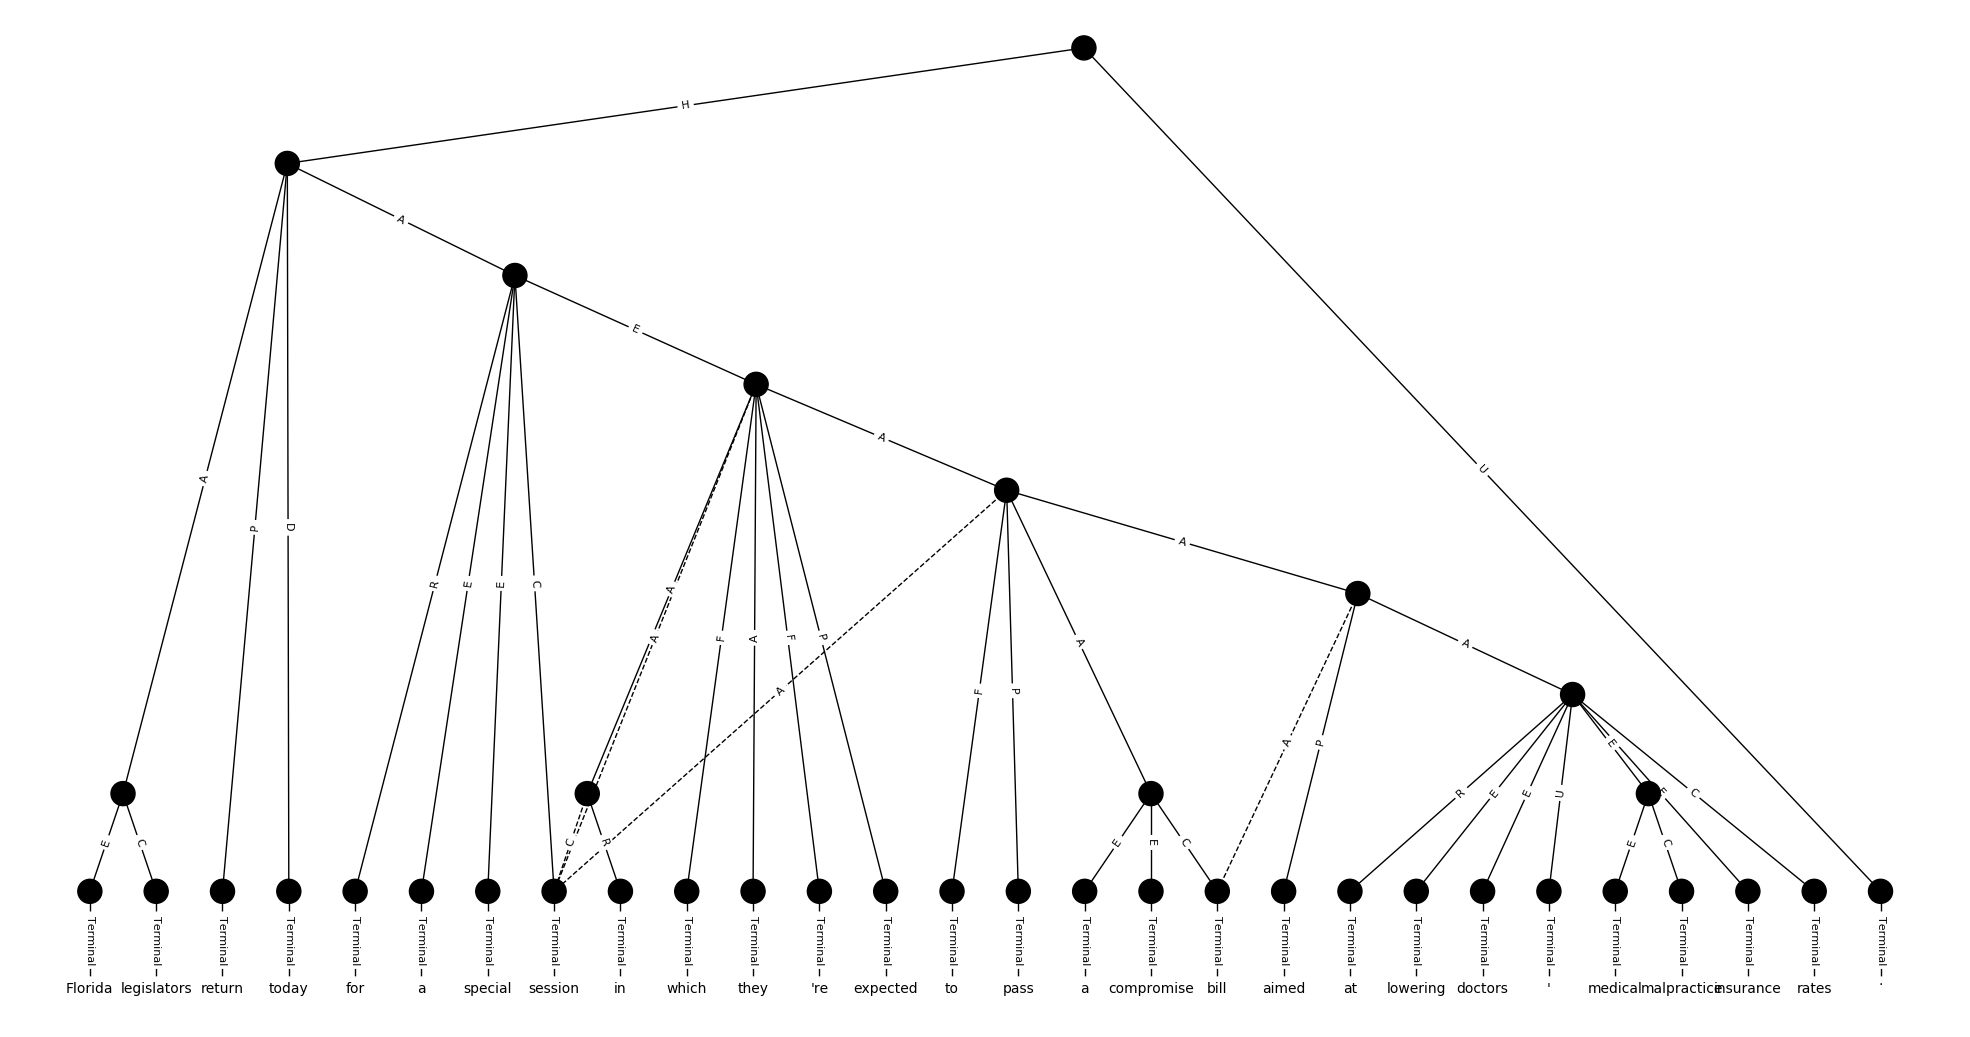 H
A
E
A
U
A
A
P
D
R
E
E
C
A
A
F
A
F
P
A
F
P
A
A
P
A
E
C
C
R
E
E
C
R
E
E
U
E
E
C
E
C
Terminal Terminal Terminal Terminal Terminal Terminal Terminal Terminal Terminal Terminal Terminal Terminal Terminal Terminal Terminal Terminal Terminal Terminal Terminal Terminal Terminal Terminal Terminal Terminal Terminal Terminal Terminal Terminal
Florida legislators return today for a special session in which they 're expected to pass a compromise bill aimed at lowering doctors ' medical malpractice insurance rates .